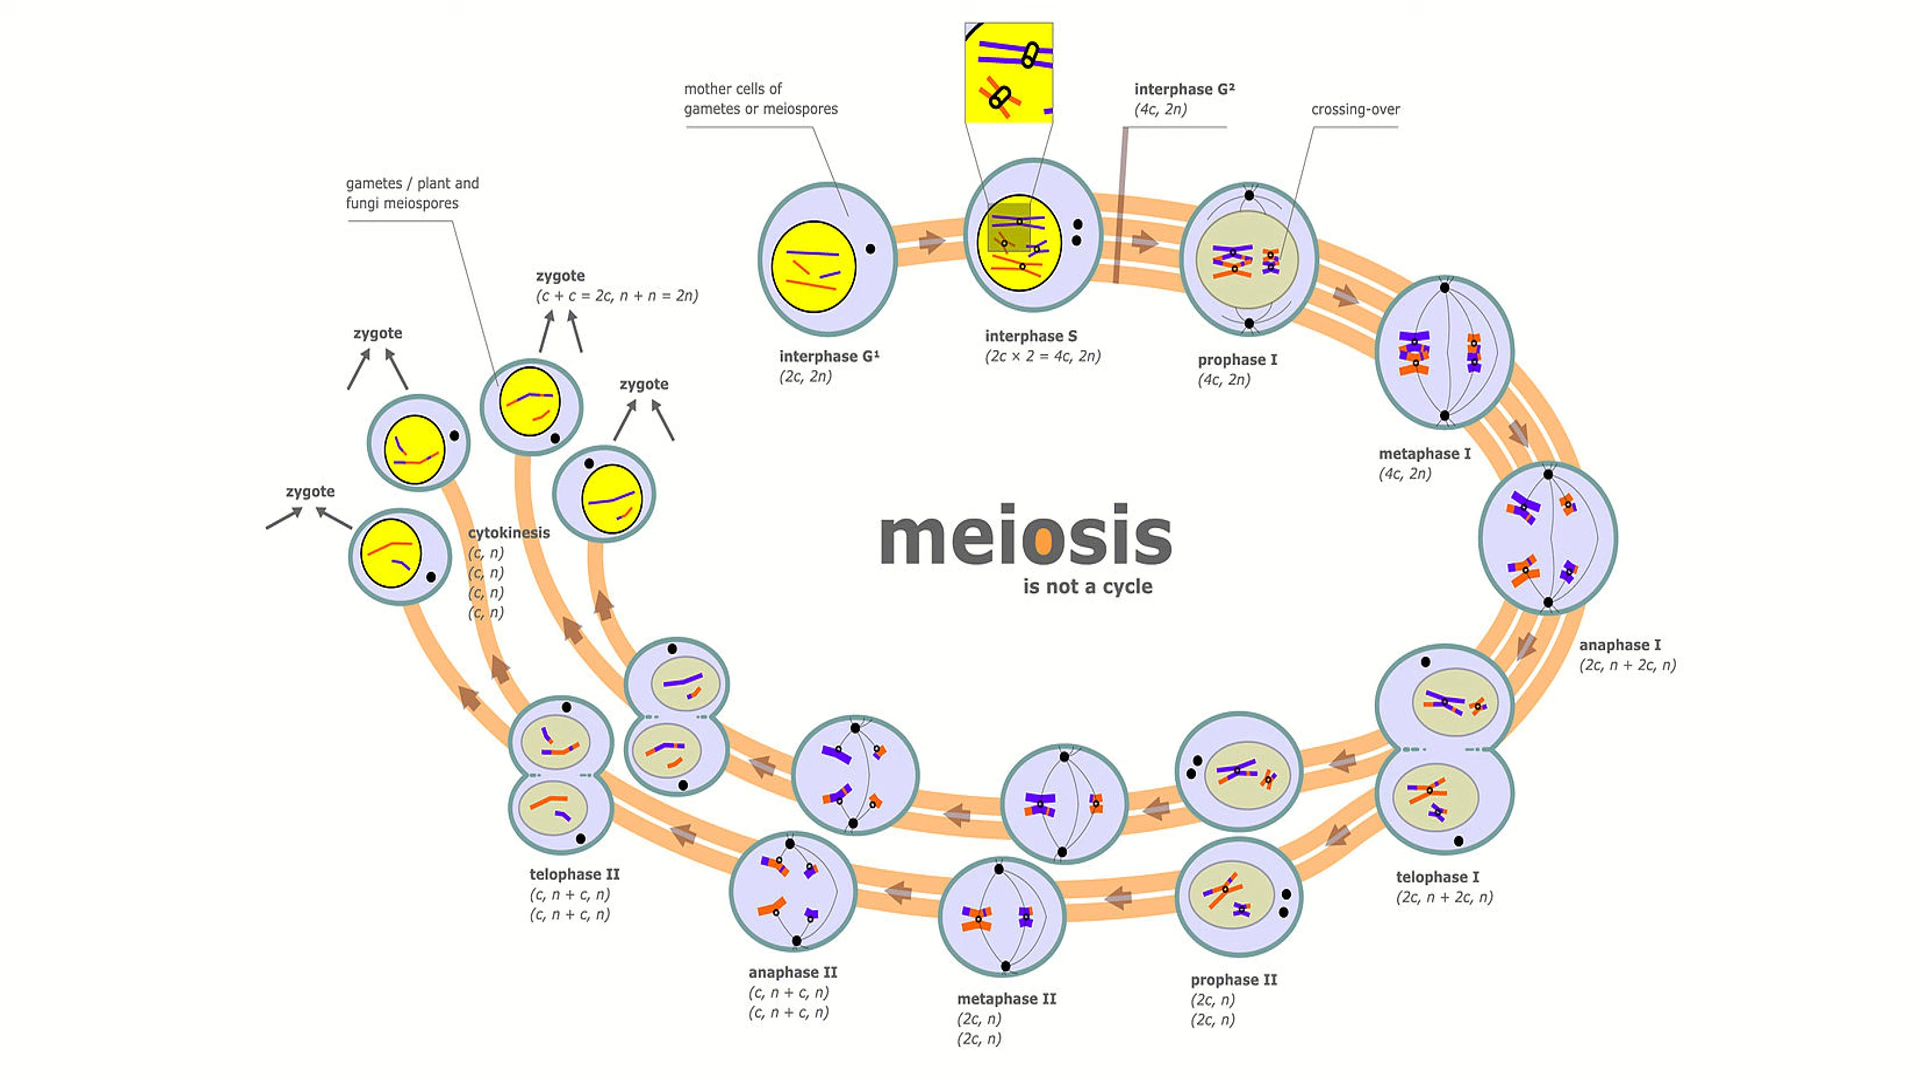 mother cells of
gametes or meiospores
interphase G²
(4c, 2n)
crossing-over
gametes / plant and
fungi meiospores
zygote
(c + c = 2c, n + n = 2n)
zygote
zygote
zygote
interphase G¹
(2c, 2n)
interphase S
(2c × 2 = 4c, 2n)
prophase I
(4c, 2n)
metaphase I
(4c, 2n)
cytokinesis
(c, n)
(c, n)
(c, n)
(c, n)
meiosis
is not a cycle
anaphase I
(2c, n + 2c, n)
telophase I
(2c, n + 2c, n)
prophase II
(2c, n)
(2c, n)
metaphase II
(2c, n)
(2c, n)
anaphase II
(c, n + c, n)
(c, n + c, n)
telophase II
(c, n + c, n)
(c, n + c, n)